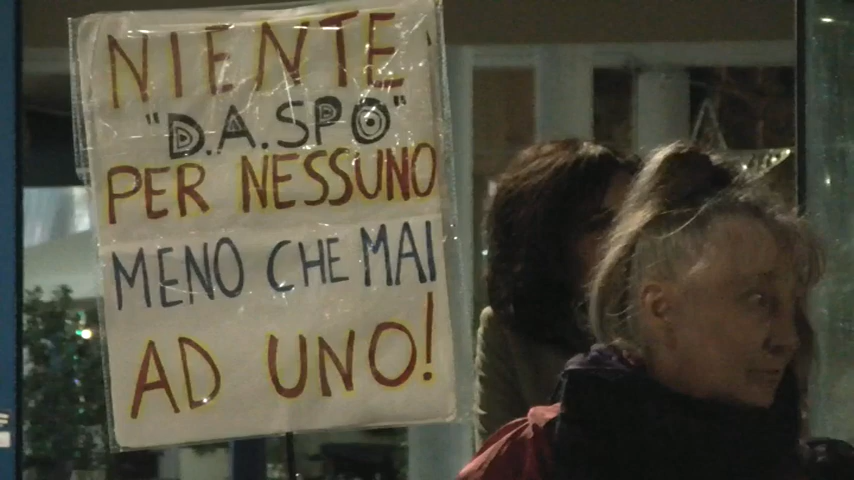 NIENTE
"D.A.SPO"
PER NESSUNO
MENO CHE MAI
AD UNO!